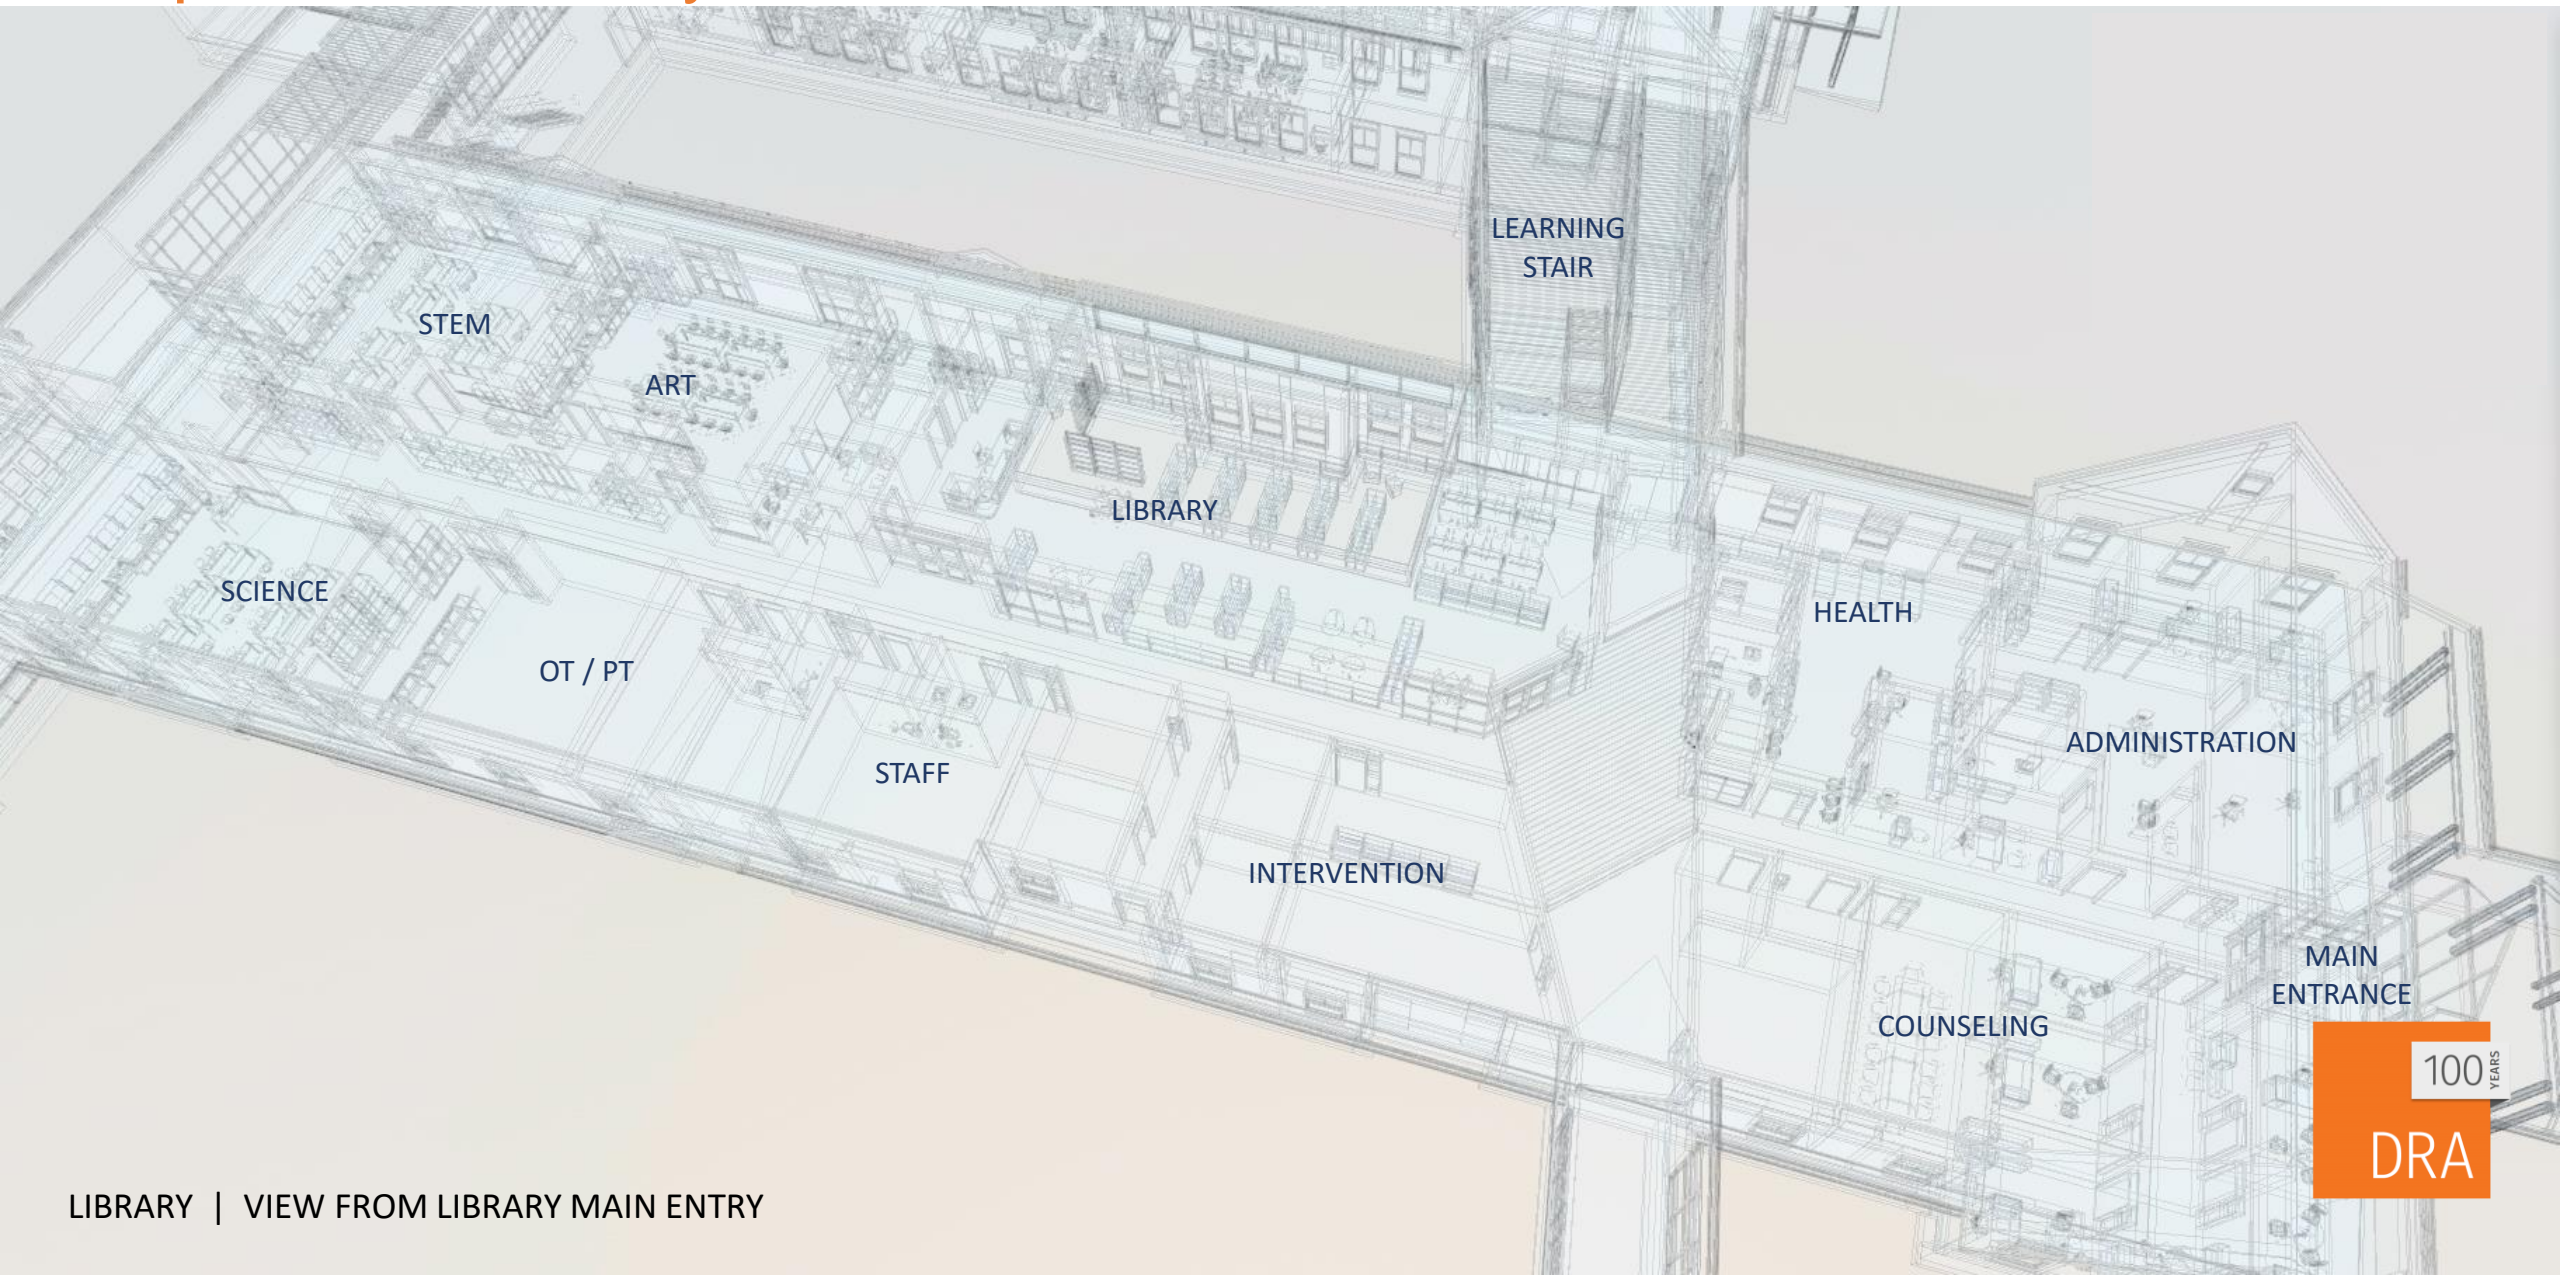 LEARNING
STAIR
STEM
ART
LIBRARY
SCIENCE
HEALTH
OT / PT
ADMINISTRATION
STAFF
INTERVENTION
MAIN
ENTRANCE
COUNSELING
100 YEARS
DRA
LIBRARY | VIEW FROM LIBRARY MAIN ENTRY